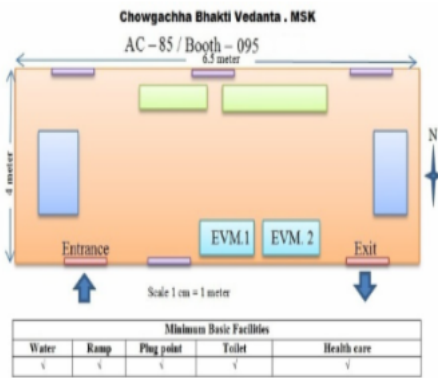 Chowgachha Bhakti Vedanta . MSK
AC – 85 / Booth – 095
6.5 meter
4 meter
N
EVM.1 EVM. 2
Entrance
Exit
Scale 1 cm = 1 meter
Minimum Basic Facilities
Water Ramp Plug point Toilet Health care
√ √ √ √ √